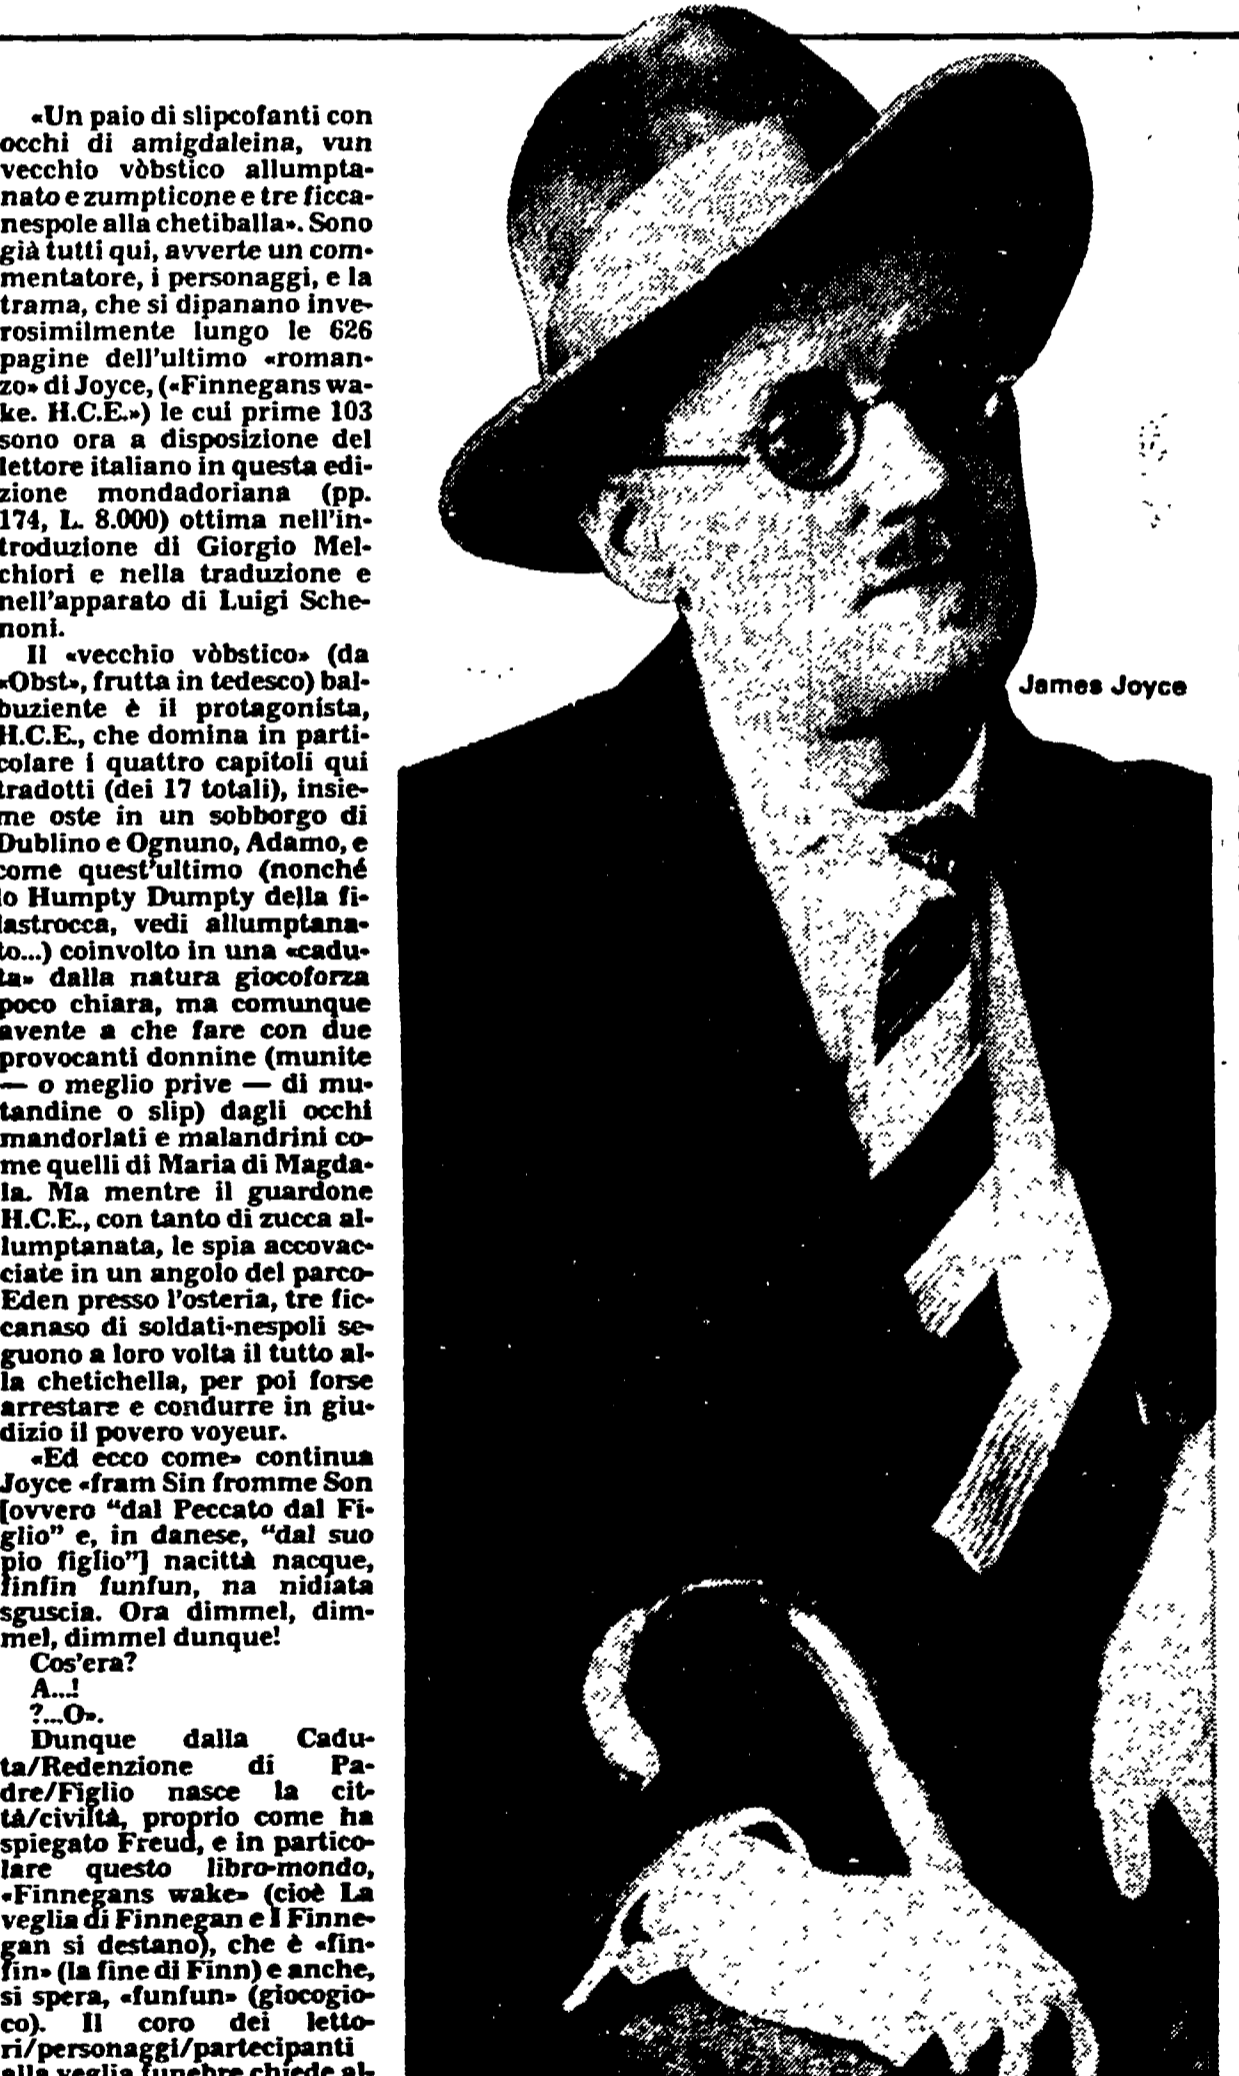 «Un paio di slipcofanti con
occhi di amigdaleina, vun
vecchio vòbstico allumpta-
nato e zumpticone e tre ficca-
nespole alla chetiballa». Sono
già tutti qui, avverte un com-
mentatore, i personaggi, e la
trama, che si dipanano inve-
rosimilmente lungo le 626
pagine dell'ultimo «roman-
zo» di Joyce, («Finnegans wa-
ke. H.C.E.») le cui prime 103
sono ora a disposizione del
lettore italiano in questa edi-
zione mondadoriana (pp.
174, L. 8.000) ottima nell'in-
troduzione di Giorgio Mel-
chiori e nella traduzione e
nell'apparato di Luigi Sche-
noni.
Il «vecchio vòbstico» (da
«Obst», frutta in tedesco) bal-
buziente è il protagonista,
H.C.E., che domina in parti-
colare i quattro capitoli qui
tradotti (dei 17 totali), insie-
me oste in un sobborgo di
Dublino e Ognuno, Adamo, e
come quest'ultimo (nonché
lo Humpty Dumpty della fi-
lastrocca, vedi allumptana-
to...) coinvolto in una «cadu-
ta» dalla natura giocoforza
poco chiara, ma comunque
avente a che fare con due
provocanti donnine (munite
— o meglio prive — di mu-
tandine o slip) dagli occhi
mandorlati e malandrini co-
me quelli di Maria di Magda-
la. Ma mentre il guardone
H.C.E., con tanto di zucca al-
lumptanata, le spia accovac-
ciate in un angolo del parco-
Eden presso l'osteria, tre fic-
canaso di soldati-nespoli se-
guono a loro volta il tutto al-
la chetichella, per poi forse
arrestare e condurre in giu-
dizio il povero voyeur.
«Ed ecco come» continua
Joyce «fram Sin fromme Son
[ovvero “dal Peccato dal Fi-
glio” e, in danese, “dal suo
pio figlio”] nacittà nacque,
finfin funfun, na nidiata
sguscia. Ora dimmel, dim-
mel, dimmel dunque!
Cos'era?
A...!
?...O».
Dunque dalla Cadu-
ta/Redenzione di Pa-
dre/Figlio nasce la cit-
tà/civiltà, proprio come ha
spiegato Freud, e in partico-
lare questo libro-mondo,
«Finnegans wake» (cioè La
veglia di Finnegan e I Finne-
gan si destano), che è «fin-
fin» (la fine di Finn) e anche,
si spera, «funfun» (giocogio-
co). Il coro dei letto-
ri/personaggi/partecipanti
alla veglia funebre chiede al-
James Joyce